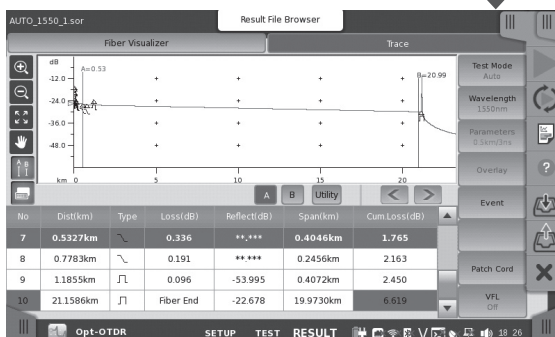 AUTO_1550_1.sor
Result File Browser
Fiber Visualizer
Trace
dB
-12.0
-24.0
-36.0
-48.0
A=0.53
B=20.99
km
0
5
10
15
20
A B
A B Utility
Test Mode
Auto
Wavelength
1550nm
Parameters
0.5km/3ns
Overlay
Event
Patch Cord
VFL
Off
No Dist(km) Type Loss(dB) Reflect(dB) Span(km) Cum.Loss(dB)
7 0.5327km 0.336 **.*** 0.4046km 1.765
8 0.7783km 0.191 **.*** 0.2456km 2.163
9 1.1855km 0.096 -53.995 0.4072km 2.450
10 21.1586km Fiber End -22.678 19.9730km 6.619
Opt-OTDR
SETUP TEST RESULT
18 26